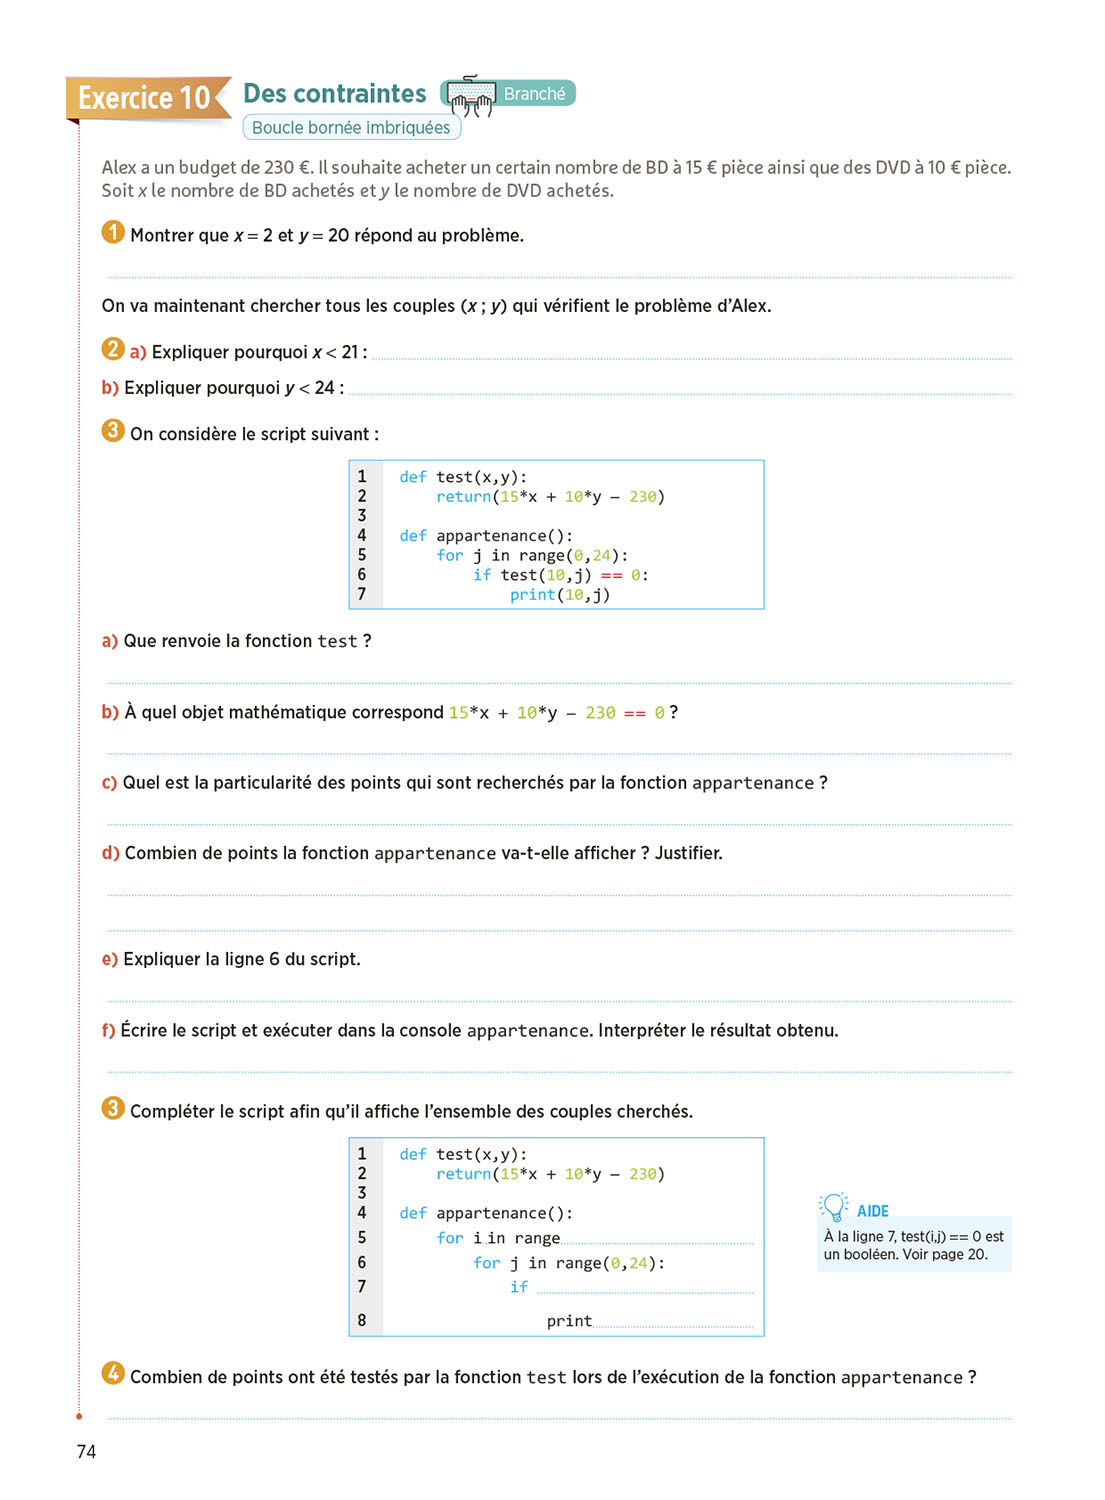 Exercice 10
Des contraintes
Branché
Boucle bornée imbriquées
Alex a un budget de 230 €. Il souhaite acheter un certain nombre de BD à 15 € pièce ainsi que des DVD à 10 € pièce.
Soit x le nombre de BD achetés et y le nombre de DVD achetés.
1 Montrer que x = 2 et y = 20 répond au problème.
On va maintenant chercher tous les couples (x ; y) qui vérifient le problème d'Alex.
2 a) Expliquer pourquoi x < 21 :
b) Expliquer pourquoi y < 24 :
3 On considère le script suivant :
1 def test(x,y):
2 return(15*x + 10*y – 230)
3
4 def appartenance():
5 for j in range(0,24):
6 if test(10,j) == 0:
7 print(10,j)
a) Que renvoie la fonction test ?
b) À quel objet mathématique correspond 15*x + 10*y – 230 == 0 ?
c) Quel est la particularité des points qui sont recherchés par la fonction appartenance ?
d) Combien de points la fonction appartenance va-t-elle afficher ? Justifier.
e) Expliquer la ligne 6 du script.
f) Écrire le script et exécuter dans la console appartenance. Interpréter le résultat obtenu.
3 Compléter le script afin qu'il affiche l'ensemble des couples cherchés.
1 def test(x,y):
2 return(15*x + 10*y – 230)
3
4 def appartenance():
5 for i in range
6 for j in range(0,24):
7 if
8 print
AIDE
À la ligne 7, test(i,j) == 0 est
un booléen. Voir page 20.
4 Combien de points ont été testés par la fonction test lors de l'exécution de la fonction appartenance ?
74